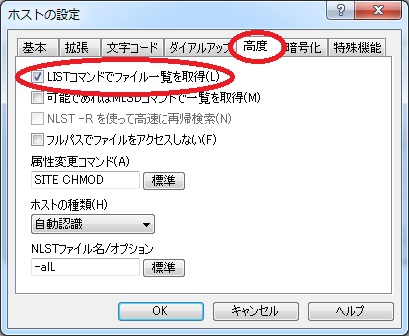 ホストの設定
基本 拡張 文字コード ダイアルアップ 高度 暗号化 特殊機能
LISTコマンドでファイル一覧を取得(L)
可能であればMLSDコマンドで一覧を取得(M)
NLST -R を使って高速に再帰検索(N)
フルパスでファイルをアクセスしない(F)
属性変更コマンド(A)
SITE CHMOD 標準
ホストの種類(H)
自動認識
NLSTファイル名/オプション
-alL 標準
OK キャンセル ヘルプ